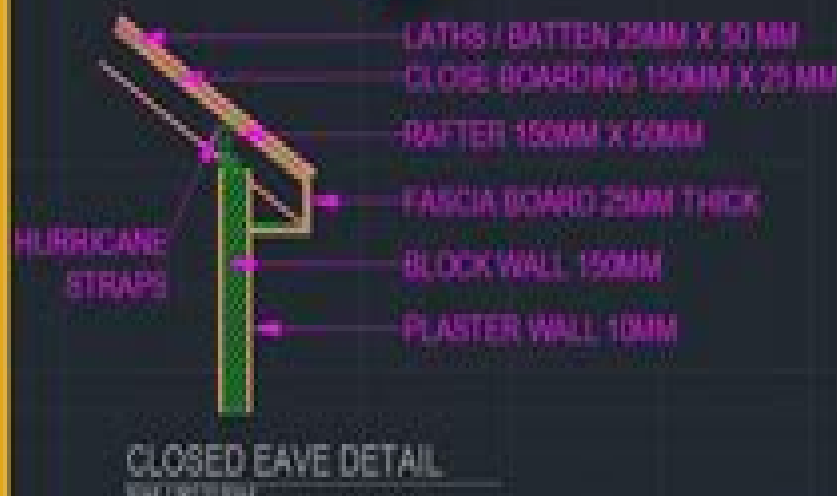 LATHS / BATTEN 25MM X 50 MM
CLOSE BOARDING 150MM X 25 MM
RAFTER 150MM X 50MM
FASCIA BOARD 25MM THICK
HURRICANE
STRAPS
BLOCK WALL 150MM
PLASTER WALL 10MM
CLOSED EAVE DETAIL